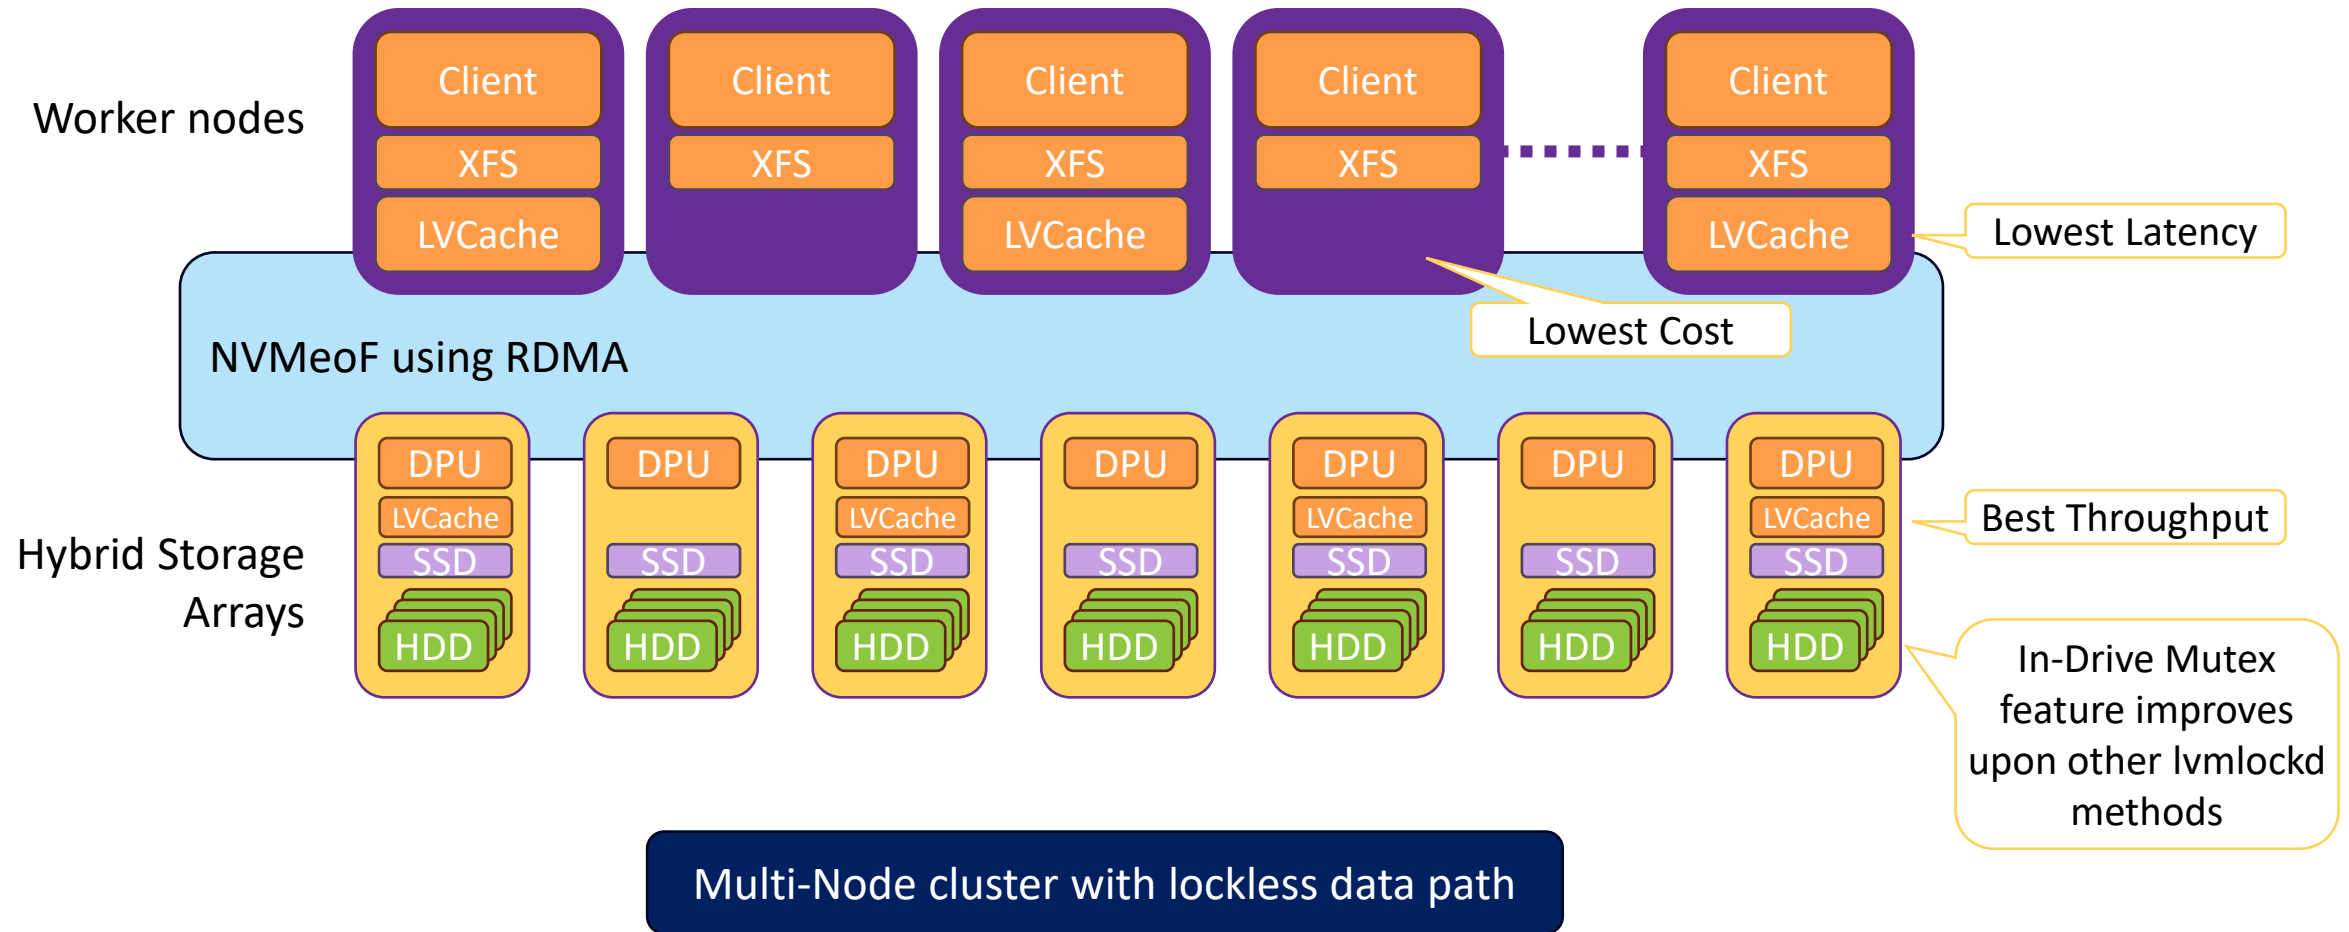 Worker nodes
Client
XFS
LVCache
Client
XFS
Client
XFS
LVCache
Client
XFS
Client
XFS
LVCache
Lowest Latency
Lowest Cost
NVMeoF using RDMA
Hybrid Storage
Arrays
DPU
LVCache
SSD
HDD
DPU
SSD
HDD
DPU
LVCache
SSD
HDD
DPU
SSD
HDD
DPU
LVCache
SSD
HDD
DPU
SSD
HDD
DPU
LVCache
SSD
HDD
Best Throughput
In-Drive Mutex
feature improves
upon other lvmlockd
methods
Multi-Node cluster with lockless data path